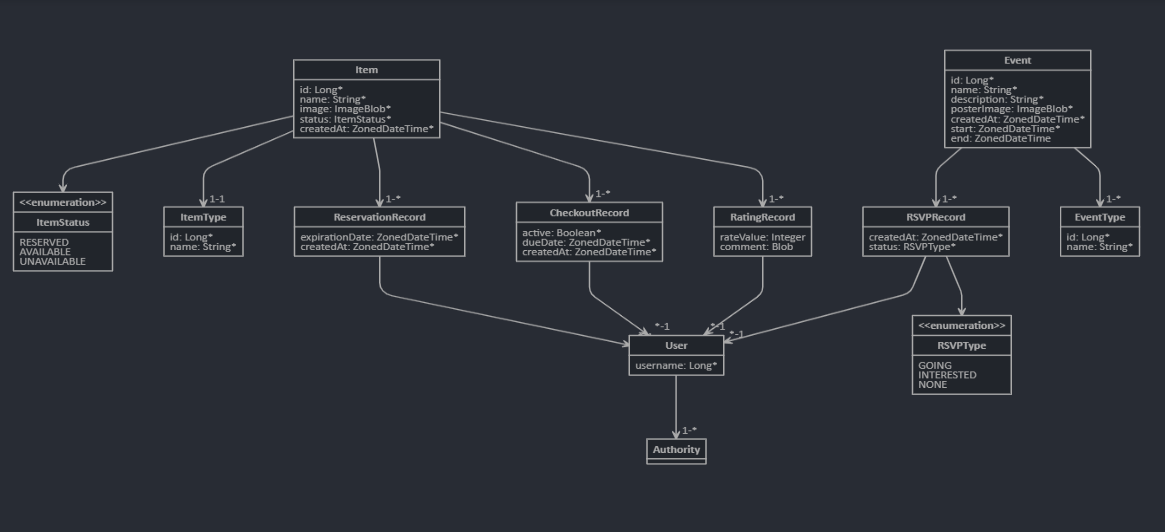 Item
id: Long*
name: String*
image: ImageBlob*
status: ItemStatus*
createdAt: ZonedDateTime*
Event
id: Long*
name: String*
description: String*
posterImage: ImageBlob*
createdAt: ZonedDateTime*
start: ZonedDateTime*
end: ZonedDateTime
<<enumeration>>
ItemStatus
RESERVED
AVAILABLE
UNAVAILABLE
1-1
ItemType
id: Long*
name: String*
1-*
ReservationRecord
expirationDate: ZonedDateTime*
createdAt: ZonedDateTime*
1-*
CheckoutRecord
active: Boolean*
dueDate: ZonedDateTime*
createdAt: ZonedDateTime*
1-*
RatingRecord
rateValue: Integer
comment: Blob
1-*
RSVPRecord
createdAt: ZonedDateTime*
status: RSVPType*
1-*
EventType
id: Long*
name: String*
*-1
*-1
*-1
User
username: Long*
<<enumeration>>
RSVPType
GOING
INTERESTED
NONE
1-*
Authority